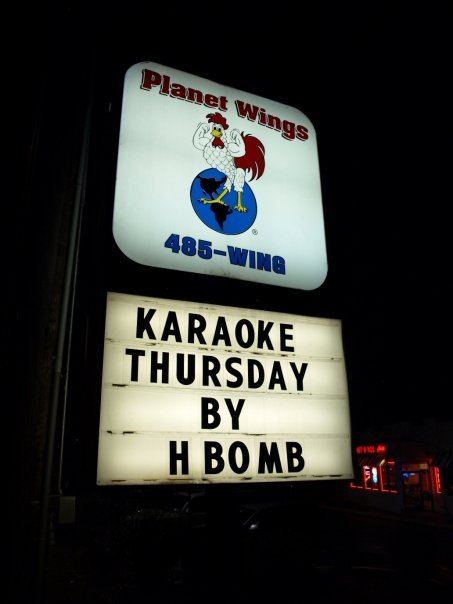 Planet Wings
®
485-WING
KARAOKE
THURSDAY
BY
H BOMB